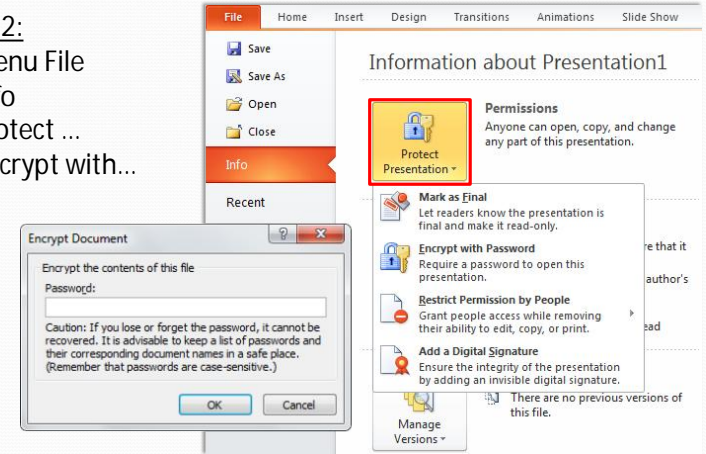 2:
enu File
otect ...
crypt with...
File Home Insert Design Transitions Animations Slide Show
Save
Save As
Open
Close
Info
Recent
Information about Presentation1
Protect
Presentation
Permissions
Anyone can open, copy, and change
any part of this presentation.
Mark as Final
Let readers know the presentation is
final and make it read-only.
Encrypt with Password
Require a password to open this
presentation.
Restrict Permission by People
Grant people access while removing
their ability to edit, copy, or print.
Add a Digital Signature
Ensure the integrity of the presentation
by adding an invisible digital signature.
re that it
author's
ead
Manage
Versions
There are no previous versions of
this file.
Encrypt Document
Encrypt the contents of this file
Password:
Caution: If you lose or forget the password, it cannot be
recovered. It is advisable to keep a list of passwords and
their corresponding document names in a safe place.
(Remember that passwords are case-sensitive.)
OK Cancel